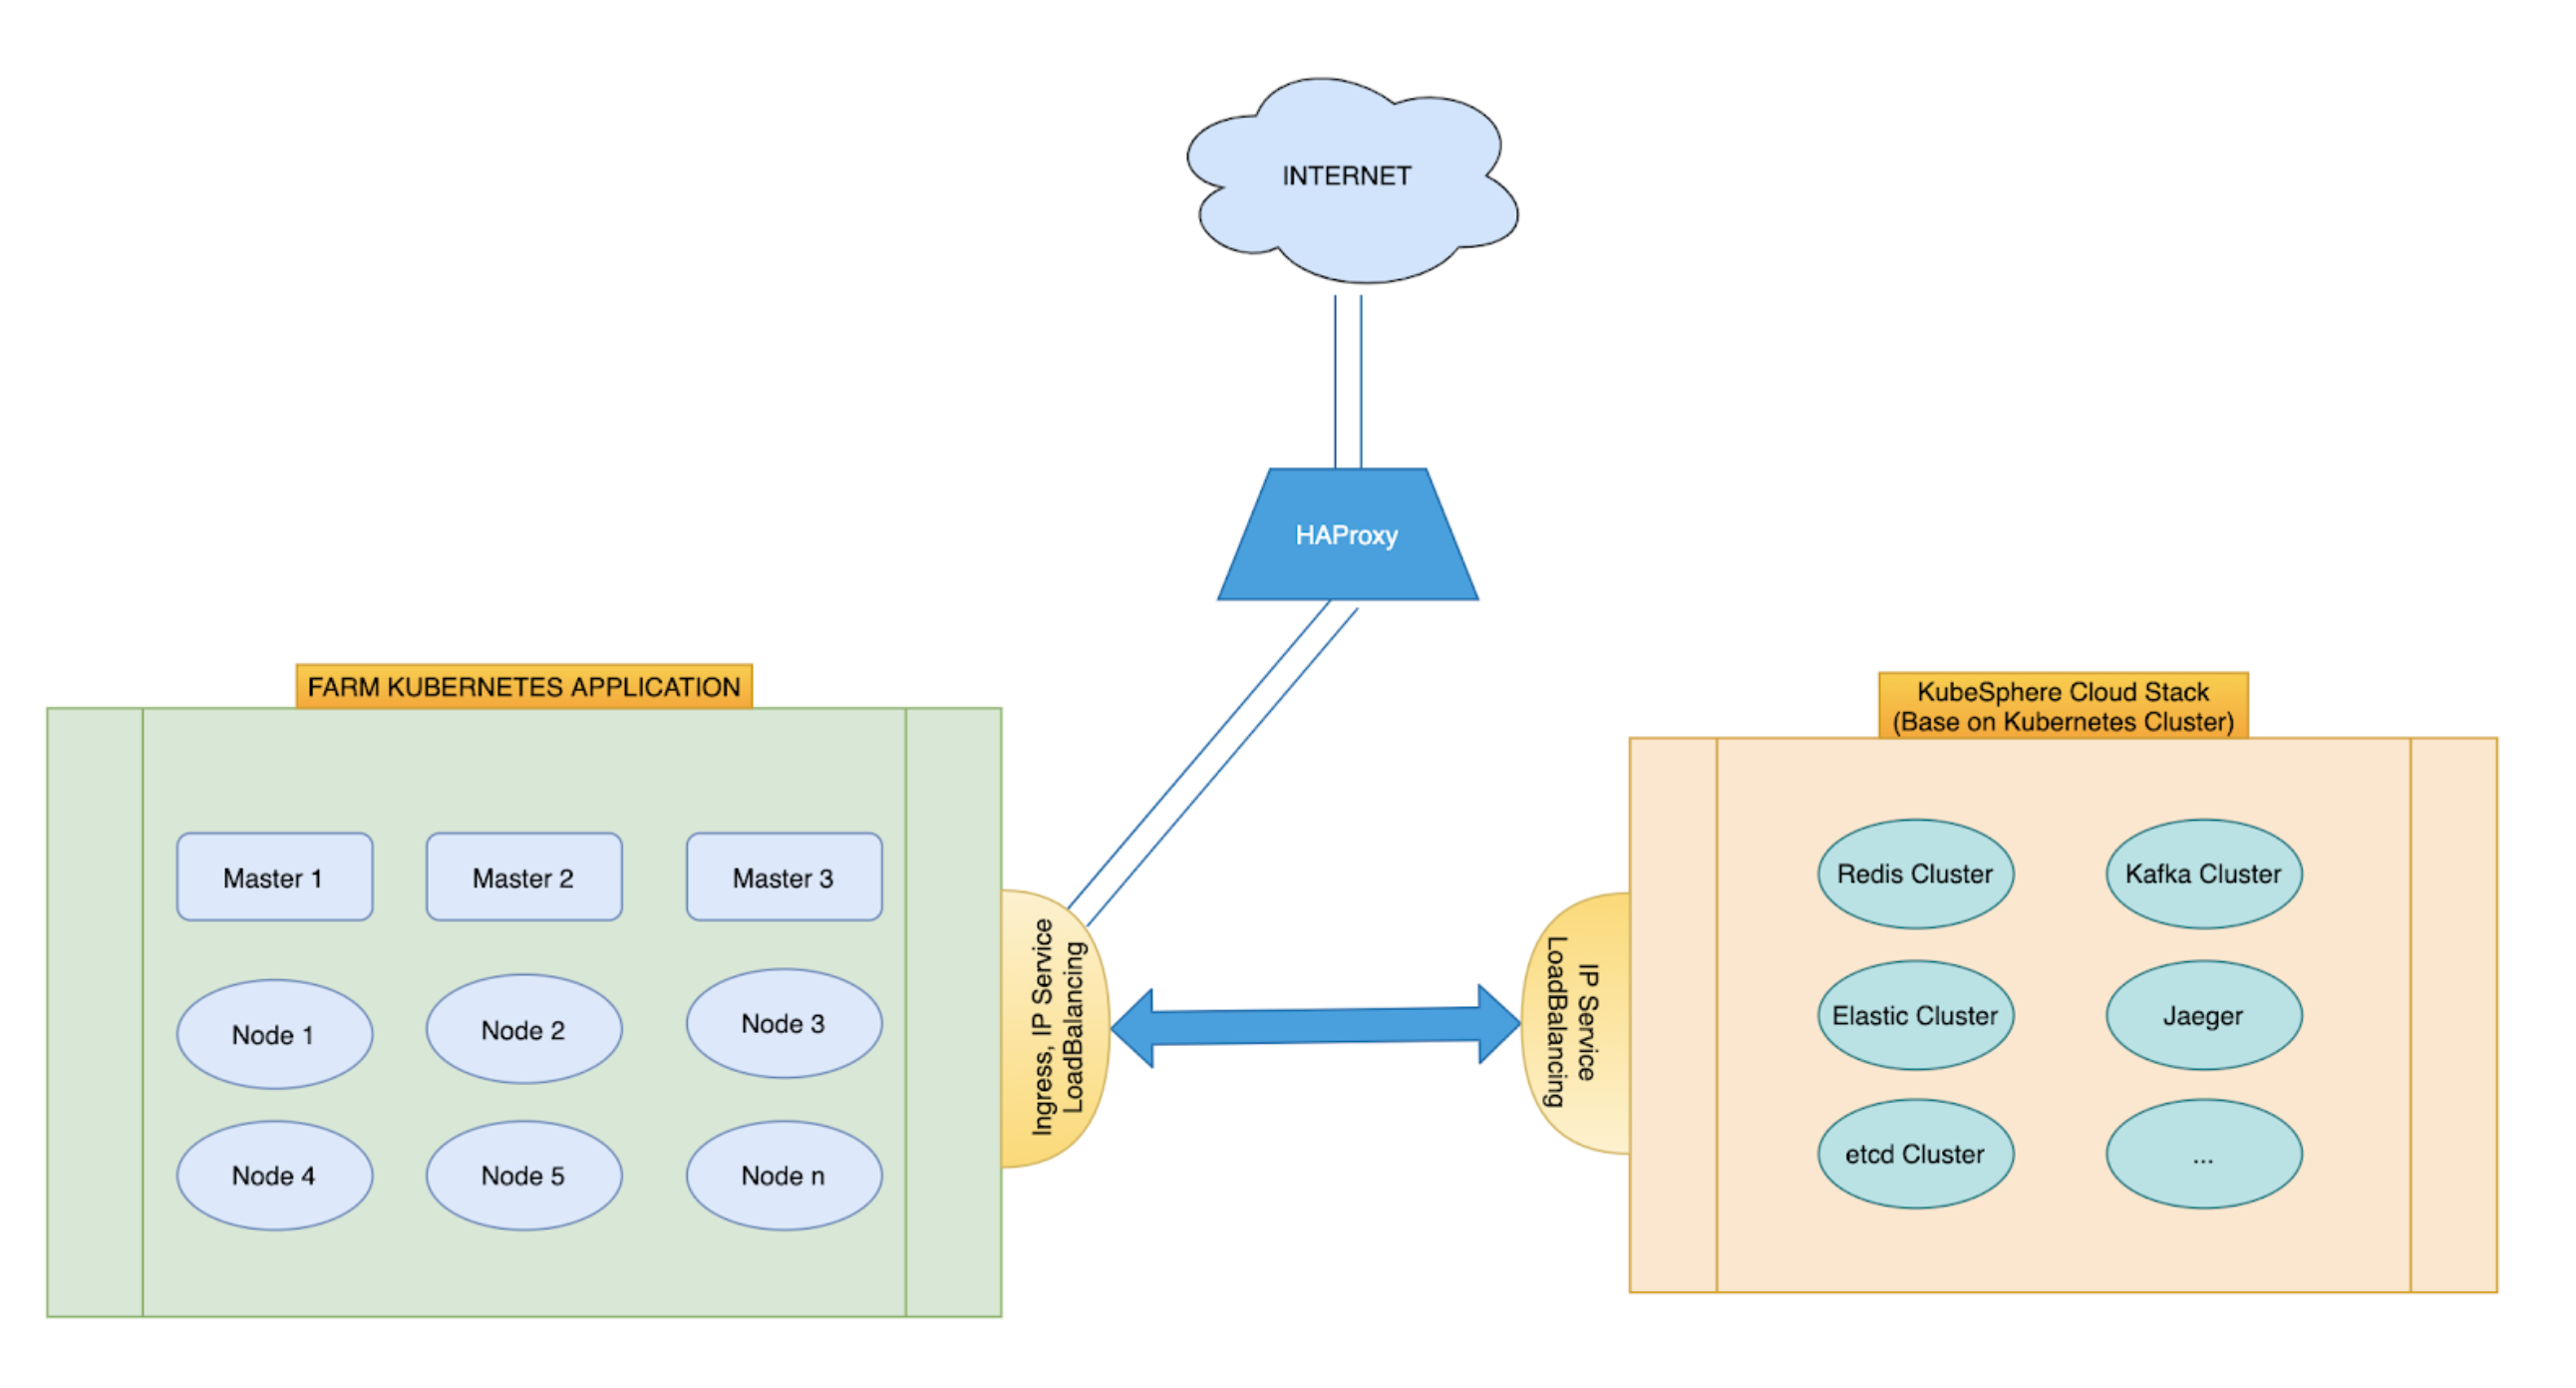 INTERNET
HAProxy
FARM KUBERNETES APPLICATION
Master 1
Master 2
Master 3
Node 1
Node 2
Node 3
Node 4
Node 5
Node n
Ingress, IP Service
LoadBalancing
IP Service
LoadBalancing
KubeSphere Cloud Stack
(Base on Kubernetes Cluster)
Redis Cluster
Kafka Cluster
Elastic Cluster
Jaeger
etcd Cluster
...